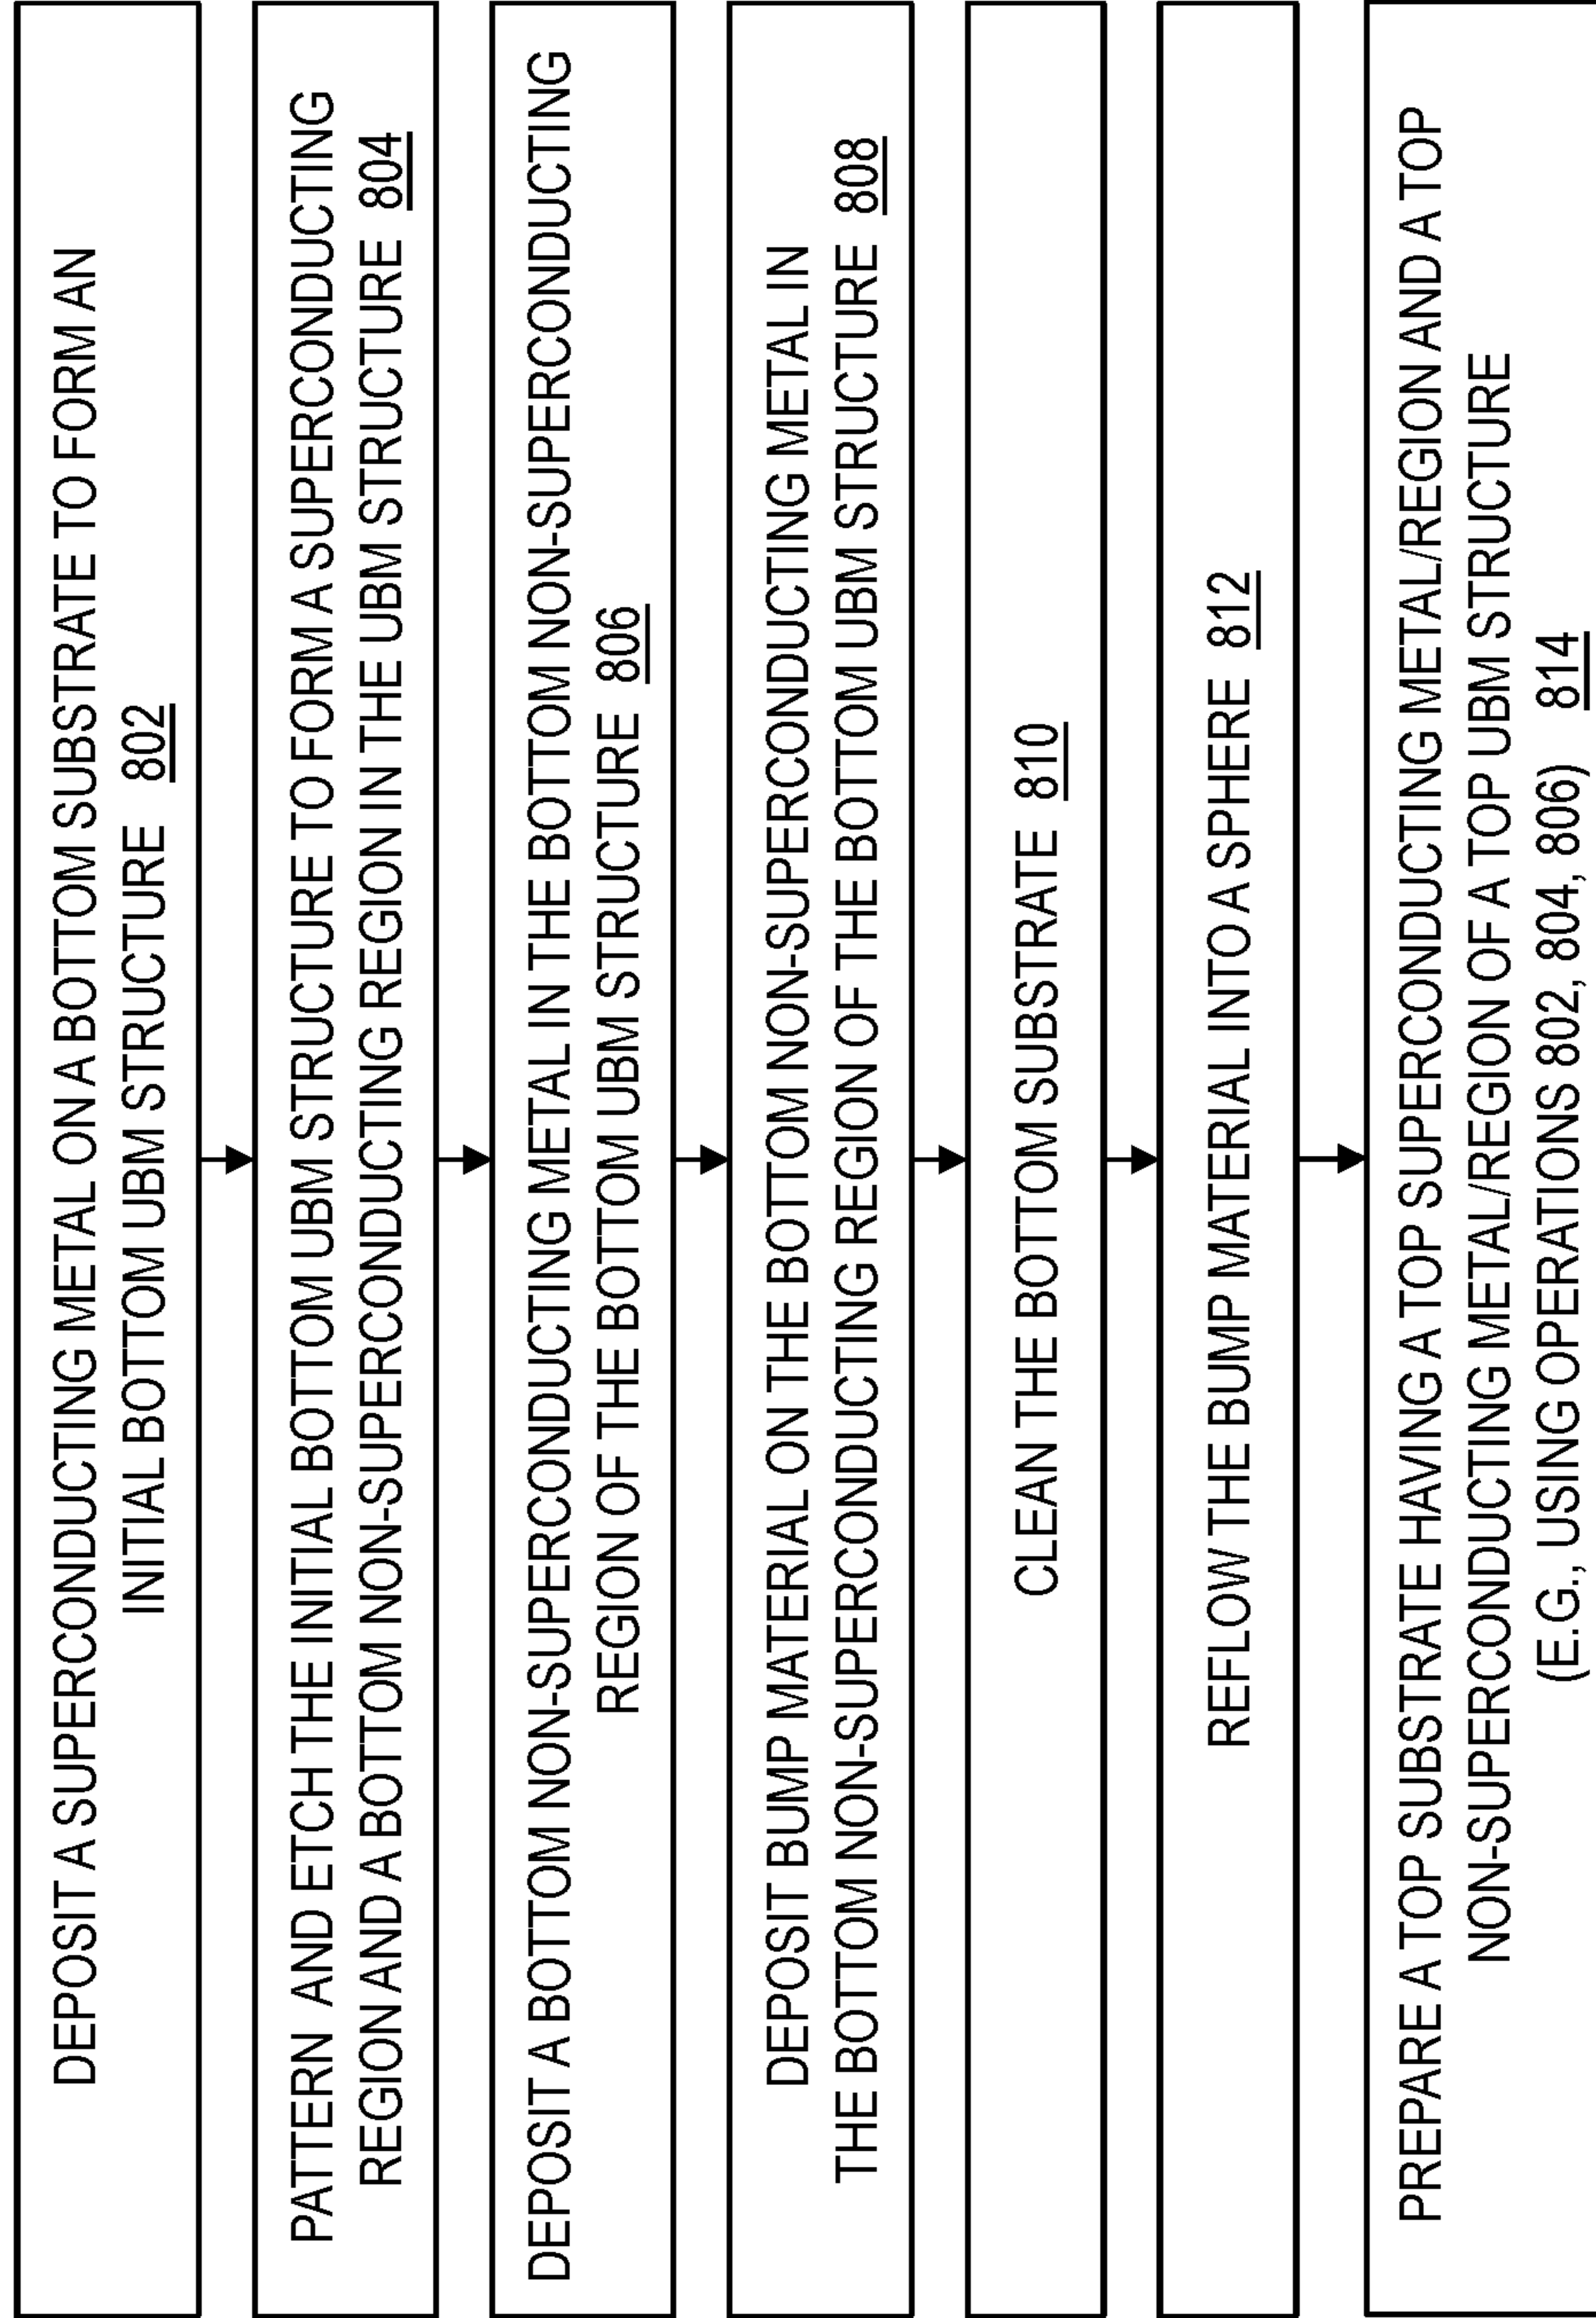 DEPOSIT A SUPERCONDUCTING METAL ON A BOTTOM SUBSTRATE TO FORM AN
INITIAL BOTTOM UBM STRUCTURE 802
PATTERN AND ETCH THE INITIAL BOTTOM UBM STRUCTURE TO FORM A SUPERCONDUCTING
REGION AND A BOTTOM NON-SUPERCONDUCTING REGION IN THE UBM STRUCTURE 804
DEPOSIT A BOTTOM NON-SUPERCONDUCTING METAL IN THE BOTTOM NON-SUPERCONDUCTING
REGION OF THE BOTTOM UBM STRUCTURE 806
DEPOSIT BUMP MATERIAL ON THE BOTTOM NON-SUPERCONDUCTING METAL IN
THE BOTTOM NON-SUPERCONDUCTING REGION OF THE BOTTOM UBM STRUCTURE 808
CLEAN THE BOTTOM SUBSTRATE 810
REFLOW THE BUMP MATERIAL INTO A SPHERE 812
PREPARE A TOP SUBSTRATE HAVING A TOP SUPERCONDUCTING METAL/REGION AND A TOP
NON-SUPERCONDUCTING METAL/REGION OF A TOP UBM STRUCTURE
(E.G., USING OPERATIONS 802, 804, 806) 814